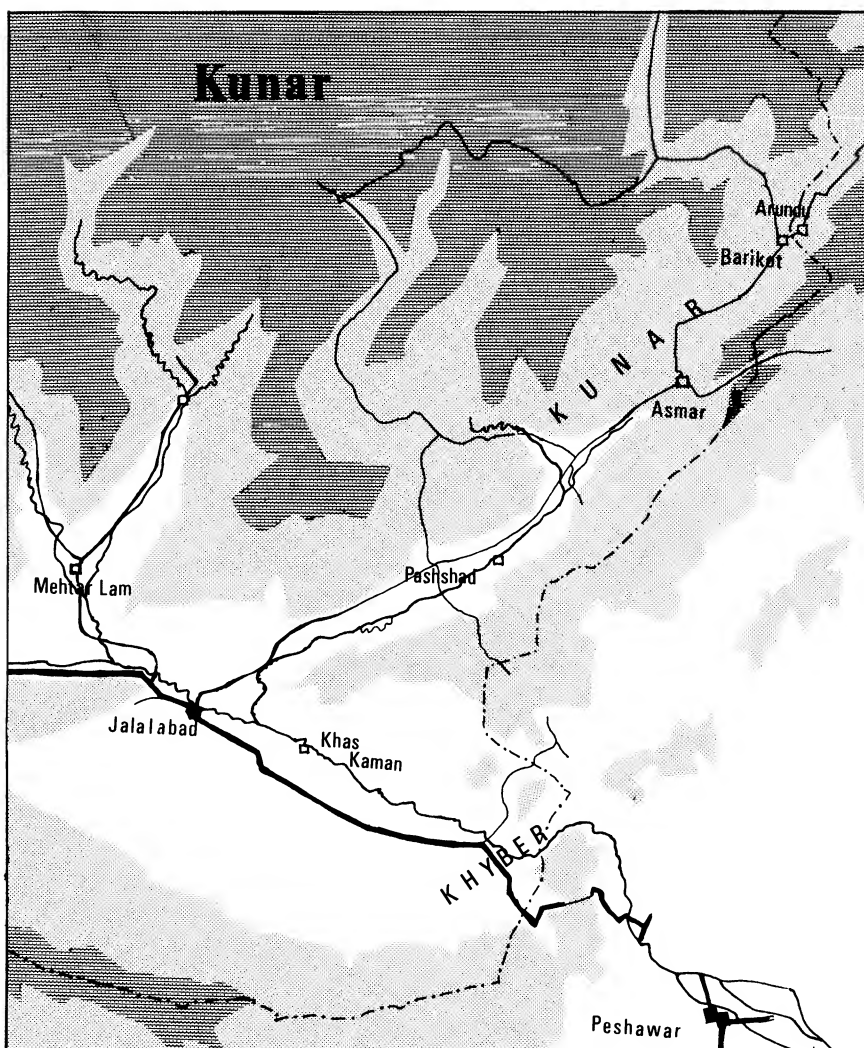 Kunar
Arundu
Barikot
KUNAR
Asmar
Pashshad
Mehtar Lam
Jalalabad
Khas
Kaman
KHYBER
Peshawar